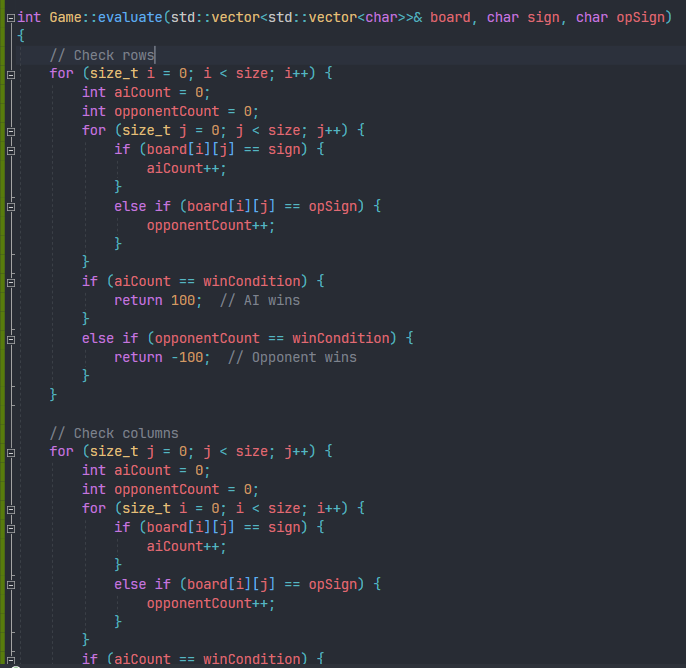 int Game::evaluate(std::vector<std::vector<char>>& board, char sign, char opSign)
{
    // Check rows
    for (size_t i = 0; i < size; i++) {
        int aiCount = 0;
        int opponentCount = 0;
        for (size_t j = 0; j < size; j++) {
            if (board[i][j] == sign) {
                aiCount++;
            }
            else if (board[i][j] == opSign) {
                opponentCount++;
            }
        }
        if (aiCount == winCondition) {
            return 100;  // AI wins
        }
        else if (opponentCount == winCondition) {
            return -100;  // Opponent wins
        }
    }

    // Check columns
    for (size_t j = 0; j < size; j++) {
        int aiCount = 0;
        int opponentCount = 0;
        for (size_t i = 0; i < size; i++) {
            if (board[i][j] == sign) {
                aiCount++;
            }
            else if (board[i][j] == opSign) {
                opponentCount++;
            }
        }
        if (aiCount == winCondition) {